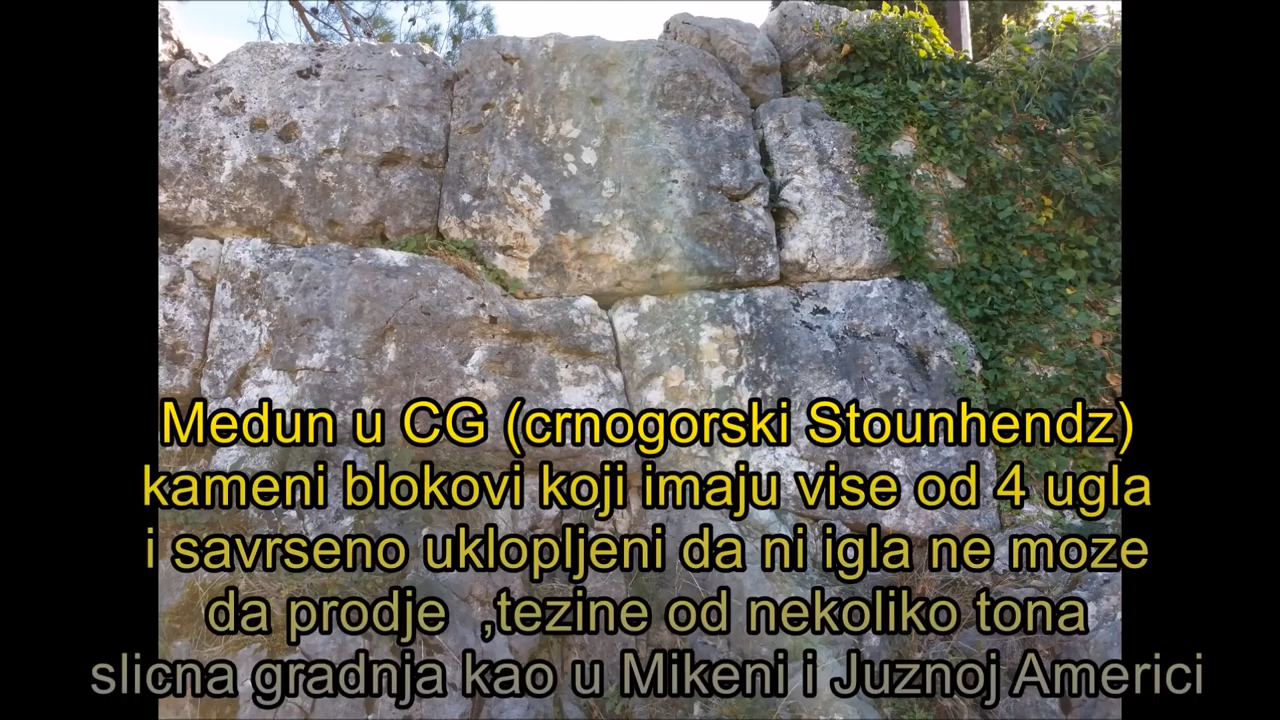 Medun u CG (crnogorski Stounhendz)
kameni blokovi koji imaju vise od 4 ugla
i savrseno uklopljeni da ni igla ne moze
da prodje ,tezine od nekoliko tona
slicna gradnja kao u Mikeni i Juznoj Americi